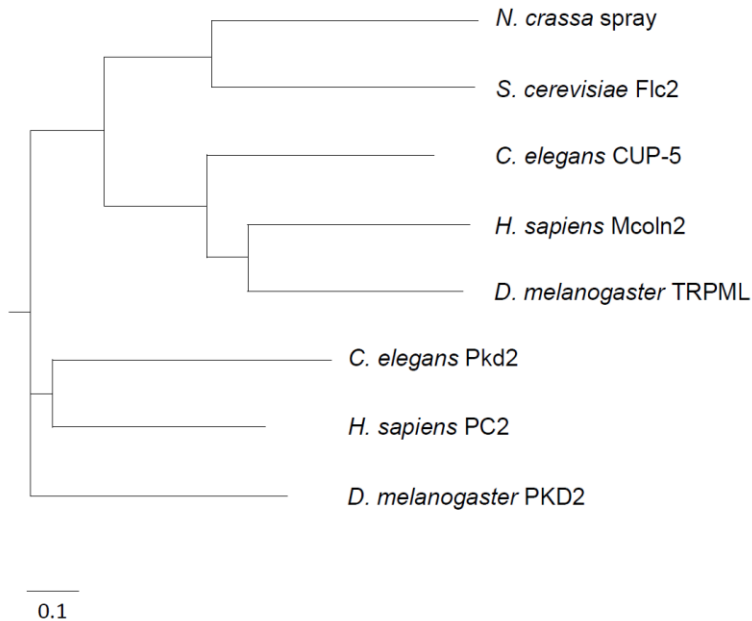 N. crassa spray
S. cerevisiae Flc2
C. elegans CUP-5
H. sapiens Mcoln2
D. melanogaster TRPML
C. elegans Pkd2
H. sapiens PC2
D. melanogaster PKD2
0.1